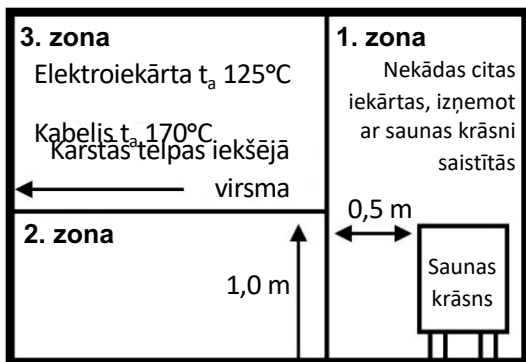 3. zona
Elektroiekārta tₐ 125°C
Kabelis tₐ 170°C
Karstās telpas iekšējā
virsma
2. zona
1,0 m
1. zona
Nekādas citas
iekārtas, izņemot
ar saunas krāsni
saistītās
0,5 m
Saunas
krāsns